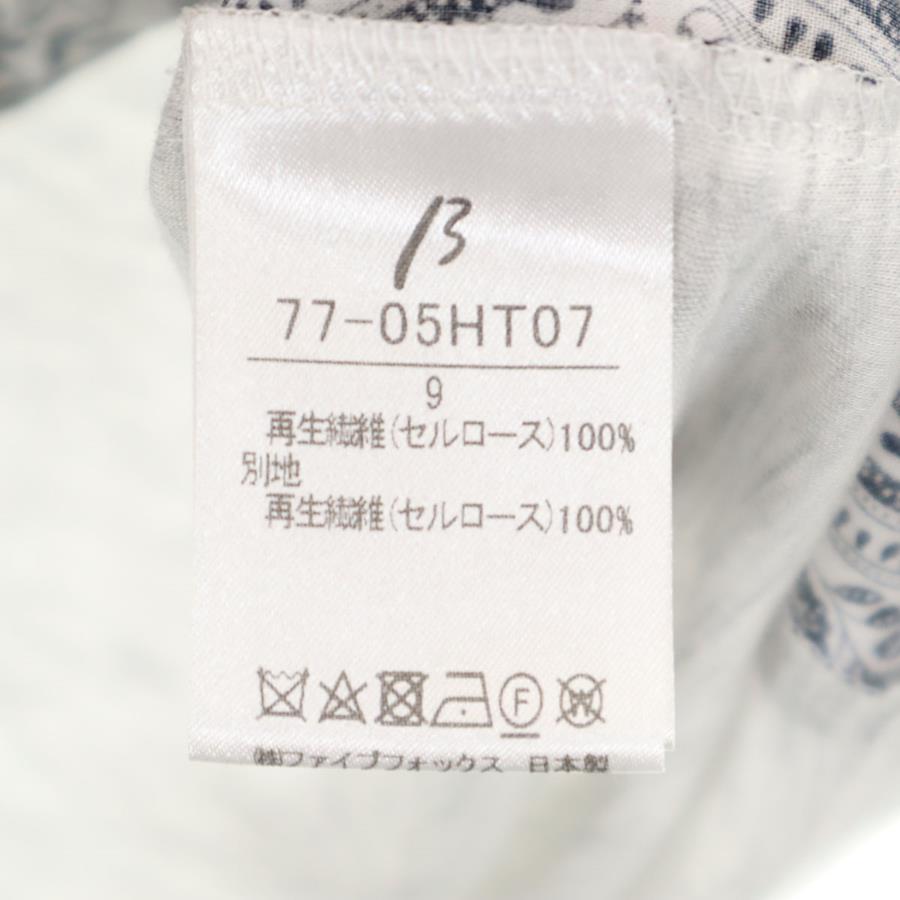 β
77-05HT07
9
再生繊維(セルロース)100%
別地
再生繊維(セルロース)100%
F
W
㈱ファイブフォックス 日本製